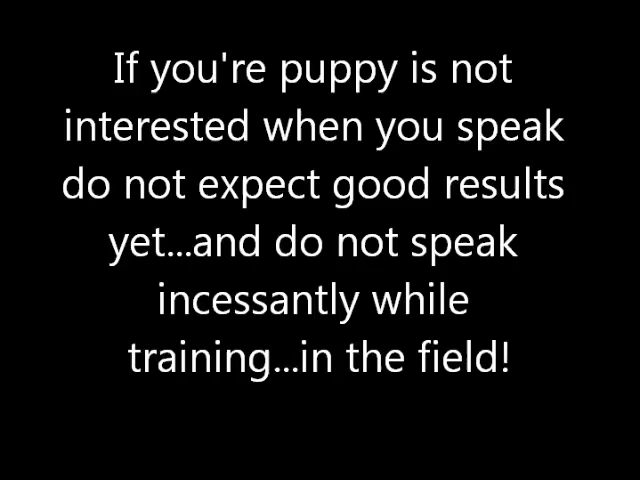 If you're puppy is not
interested when you speak
do not expect good results
yet...and do not speak
incessantly while
training...in the field!